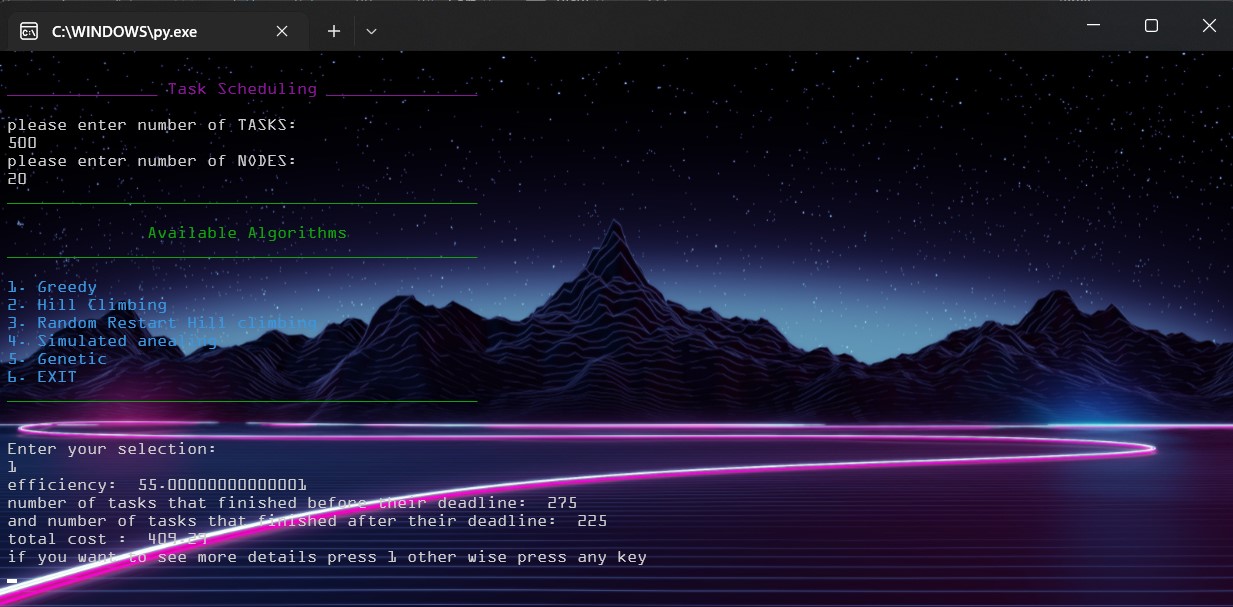 C:\WINDOWS\py.exe
_______________ Task Scheduling _______________
please enter number of TASKS:
500
please enter number of NODES:
20
Available Algorithms
1- Greedy
2- Hill Climbing
3- Random Restart Hill climbing
4- Simulated anealing
5- Genetic
6- EXIT
Enter your selection:
1
efficiency:  55.00000000000001
number of tasks that finished before their deadline:  275
and number of tasks that finished after their deadline:  225
total cost :  409.29
if you want to see more details press 1 other wise press any key